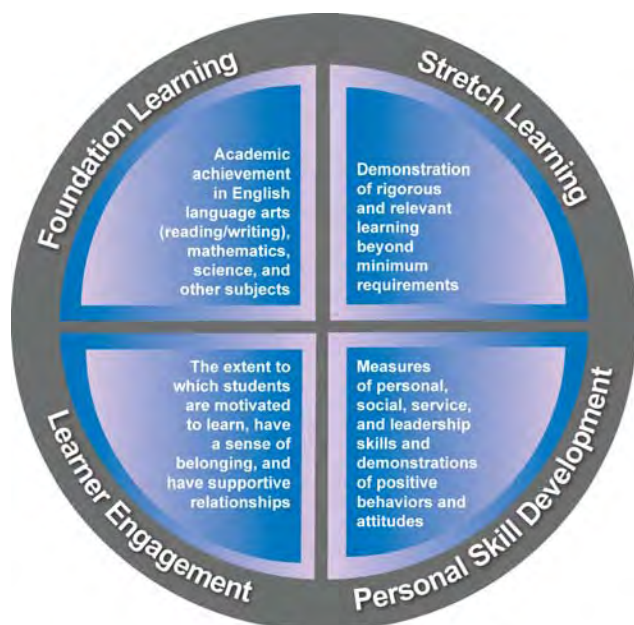 Foundation Learning
Academic
achievement
in English
language arts
(reading/writing),
mathematics,
science, and
other subjects
Stretch Learning
Demonstration
of rigorous
and relevant
learning
beyond
minimum
requirements
Learner Engagement
The extent to
which students
are motivated
to learn, have
a sense of
belonging, and
have supportive
relationships
Personal Skill Development
Measures
of personal,
social, service,
and leadership
skills and
demonstrations
of positive
behaviors and
attitudes